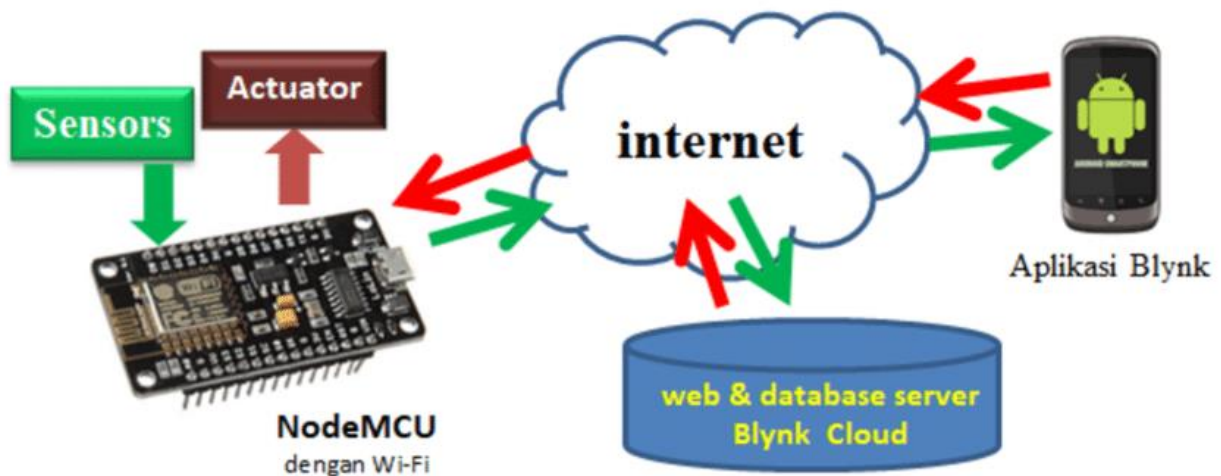 Actuator
Sensors
internet
Aplikasi Blynk
web & database server
Blynk Cloud
NodeMCU
dengan Wi-Fi